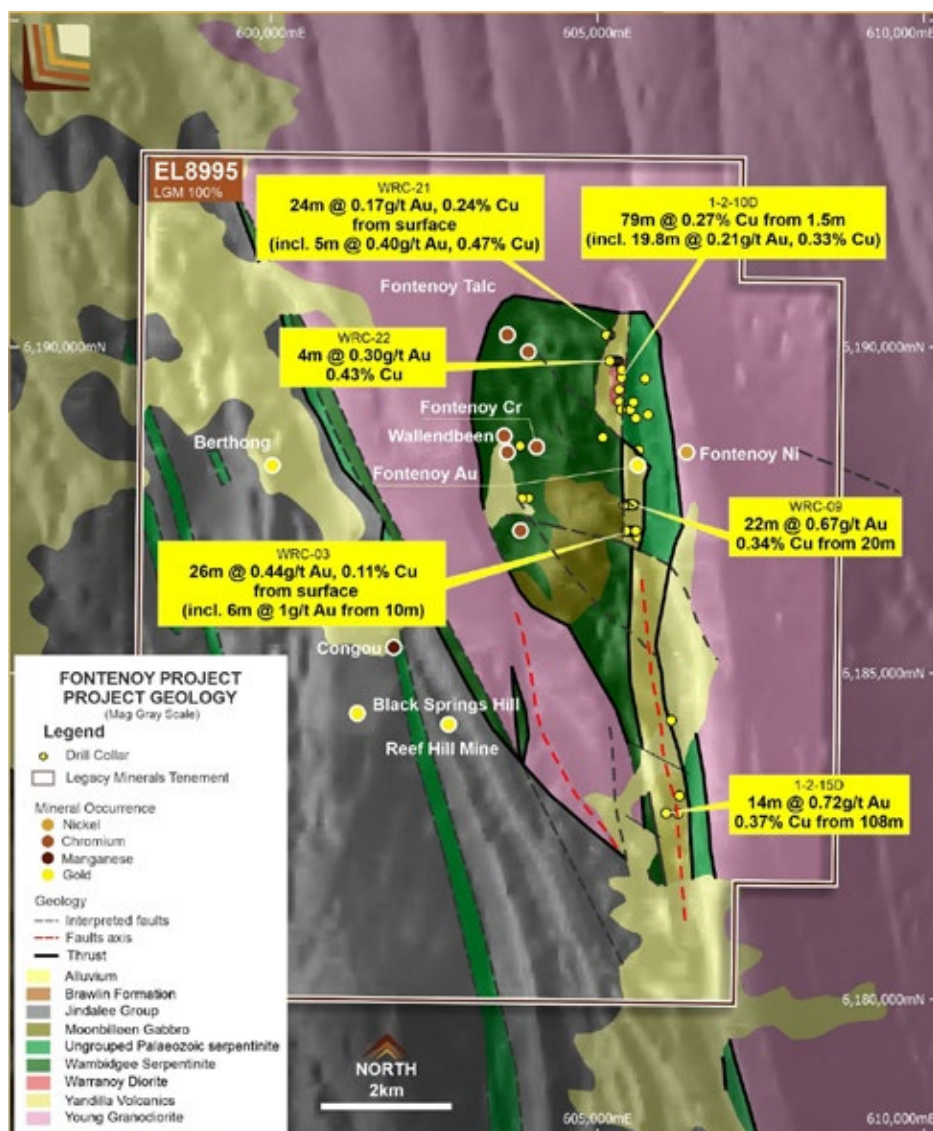 600,000mE
605,000mE
610,000mE
EL8995
LGM 100%
WRC-21
24m @ 0.17g/t Au, 0.24% Cu
from surface
(incl. 5m @ 0.40g/t Au, 0.47% Cu)
1-2-10D
79m @ 0.27% Cu from 1.5m
(incl. 19.8m @ 0.21g/t Au, 0.33% Cu)
Fontenoy Talc
6,190,000mN
6,190,000mN
WRC-22
4m @ 0.30g/t Au
0.43% Cu
Fontenoy Cr
Wallendbeen
Berthong
Fontenoy Au
Fontenoy Ni
WRC-09
22m @ 0.67g/t Au
0.34% Cu from 20m
WRC-03
26m @ 0.44g/t Au, 0.11% Cu
from surface
(incl. 6m @ 1g/t Au from 10m)
Congou
6,185,000mN
Black Springs Hill
Reef Hill Mine
1-2-15D
14m @ 0.72g/t Au
0.37% Cu from 108m
FONTENOY PROJECT
PROJECT GEOLOGY
(Mag Gray Scale)
Legend
Drill Collar
Legacy Minerals Tenement
Mineral Occurrence
Nickel
Chromium
Manganese
Gold
Geology
Interpreted faults
Faults axis
Thrust
Alluvium
Brawlin Formation
Jindalee Group
Moonbilleen Gabbro
Ungrouped Palaeozoic serpentinite
Wambidgee Serpentinite
Warranoy Diorite
Yandilla Volcanics
Young Granodiorite
6,180,000mN
NORTH
2km
605,000mE
610,000mE